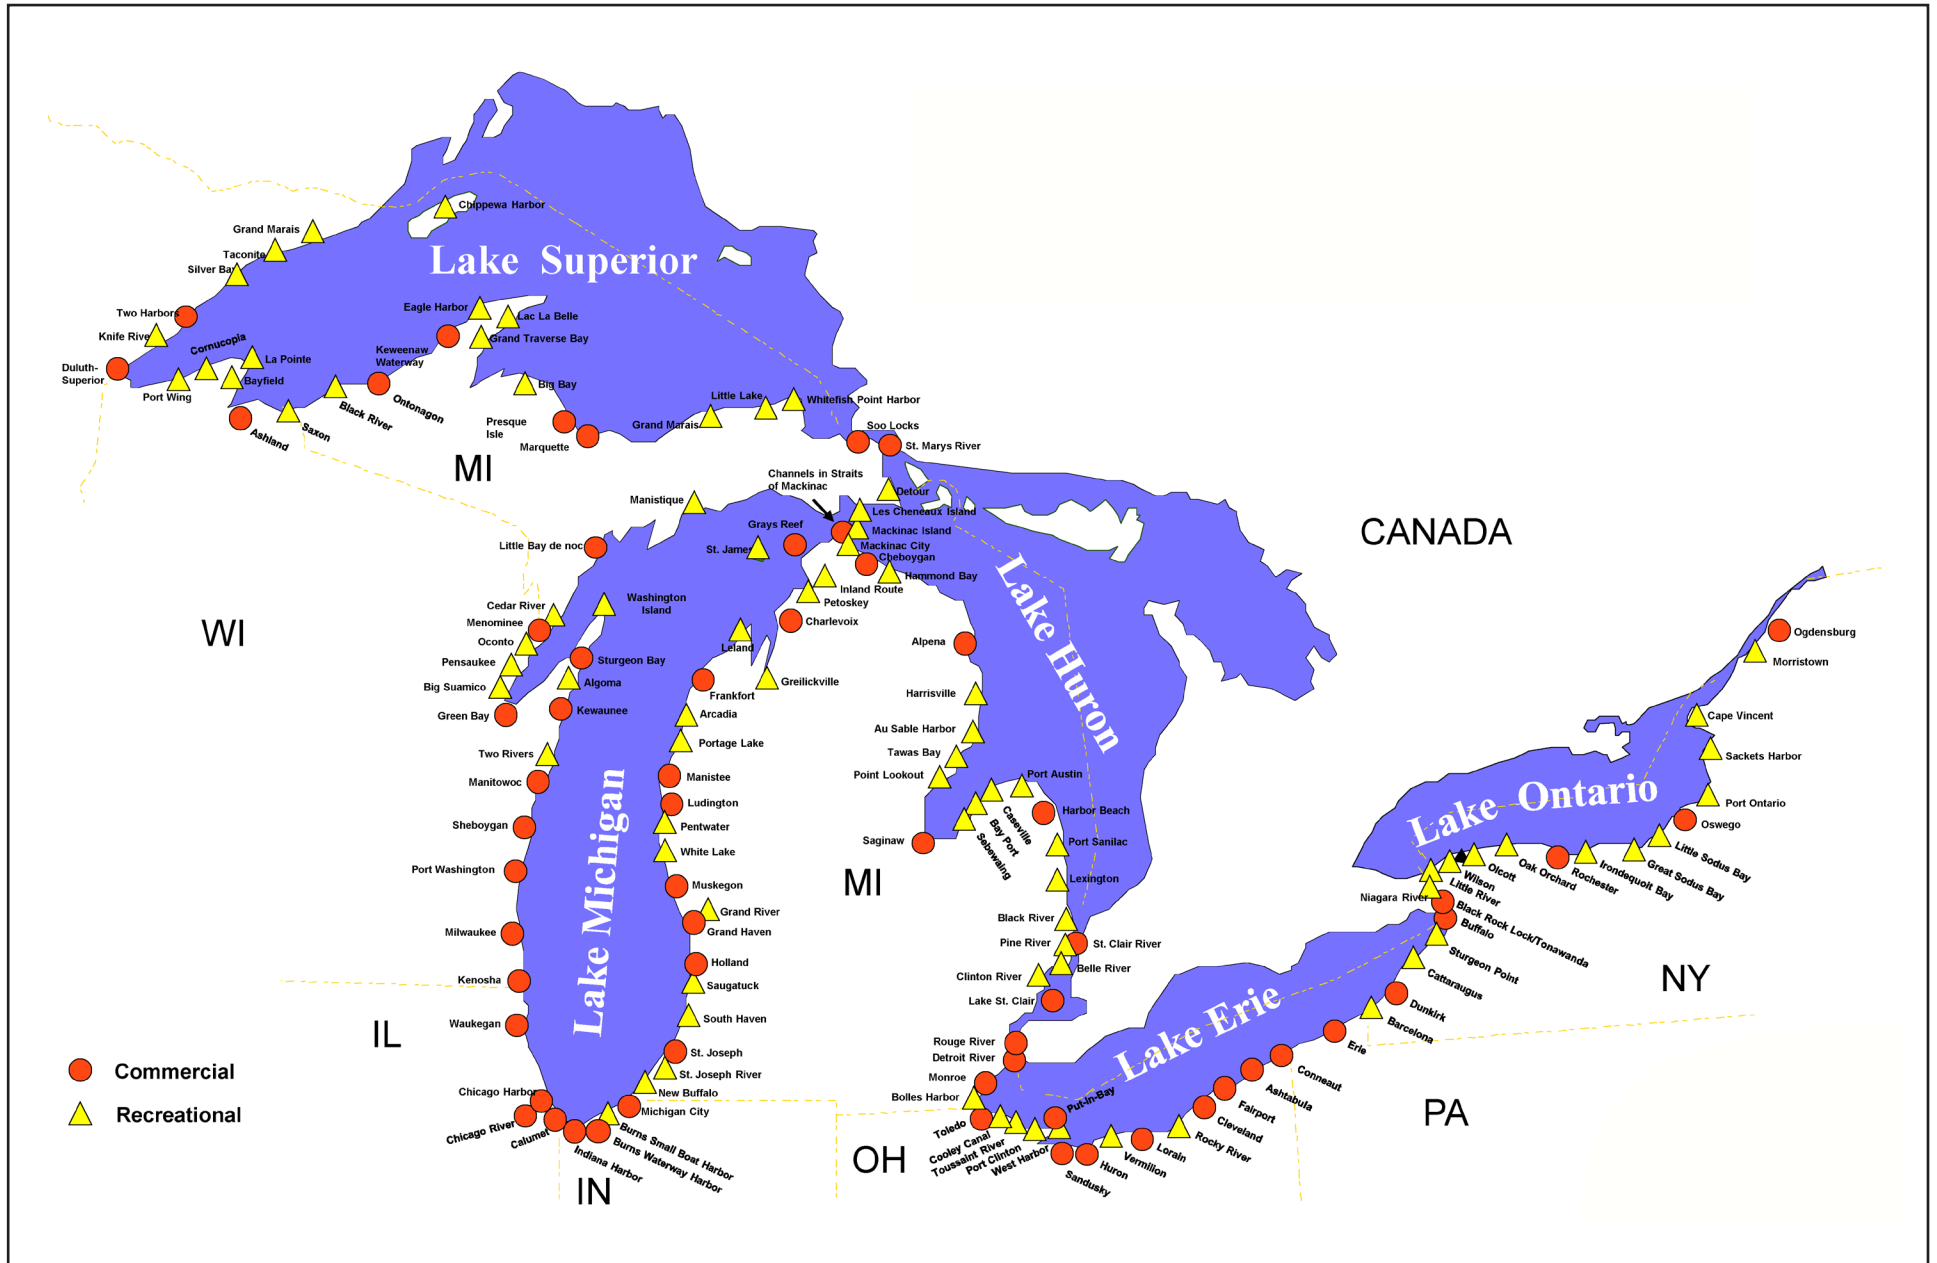 Chippewa Harbor
Grand Marais
Taconite
Silver Bay
Lake Superior
Two Harbors
Knife River
Cornucopia
La Pointe
Duluth-
Superior
Bayfield
Port Wing
Ashland
Saxon
Black River
Ontonagon
Keweenaw
Waterway
Eagle Harbor
Lac La Belle
Grand Traverse Bay
Big Bay
Presque
Isle
Marquette
Little Lake
Grand Marais
Whitefish Point Harbor
Soo Locks
St. Marys River
MI
Channels in Straits
of Mackinac
Manistique
Detour
Les Cheneaux Island
Mackinac Island
Mackinac City
Cheboygan
Hammond Bay
Grays Reef
St. James
Little Bay de noc
Inland Route
Petoskey
Charlevoix
CANADA
WI
Washington
Island
Cedar River
Menominee
Oconto
Pensaukee
Big Suamico
Green Bay
Sturgeon Bay
Algoma
Kewaunee
Leland
Greilickville
Frankfort
Arcadia
Portage Lake
Two Rivers
Manitowoc
Sheboygan
Port Washington
Milwaukee
Kenosha
Waukegan
Lake Michigan
Manistee
Ludington
Pentwater
White Lake
Muskegon
Grand River
Grand Haven
Holland
Saugatuck
South Haven
St. Joseph
St. Joseph River
New Buffalo
Michigan City
Chicago Harbor
Chicago River
Calumet
Indiana Harbor
Burns Waterway Harbor
Burns Small Boat Harbor
IL
IN
Commercial
Recreational
Lake Huron
Alpena
Harrisville
Au Sable Harbor
Tawas Bay
Point Lookout
Saginaw
Port Austin
Caseville
Bay Port
Sebewaing
Harbor Beach
Port Sanilac
Lexington
MI
Black River
Pine River
St. Clair River
Belle River
Clinton River
Lake St. Clair
Rouge River
Detroit River
Monroe
Bolles Harbor
Toledo
Cooley Canal
Toussaint River
Port Clinton
West Harbor
Put-In-Bay
Sandusky
Huron
Vermilion
Lorain
Rocky River
Cleveland
Fairport
Ashtabula
Conneaut
Erie
OH
PA
NY
Lake Erie
Barcelona
Dunkirk
Cattaraugus
Sturgeon Point
Buffalo
Black Rock Lock/Tonawanda
Niagara River
Little River
Wilson
Olcott
Oak Orchard
Rochester
Irondequoit Bay
Great Sodus Bay
Little Sodus Bay
Oswego
Port Ontario
Sackets Harbor
Cape Vincent
Morristown
Ogdensburg
Lake Ontario